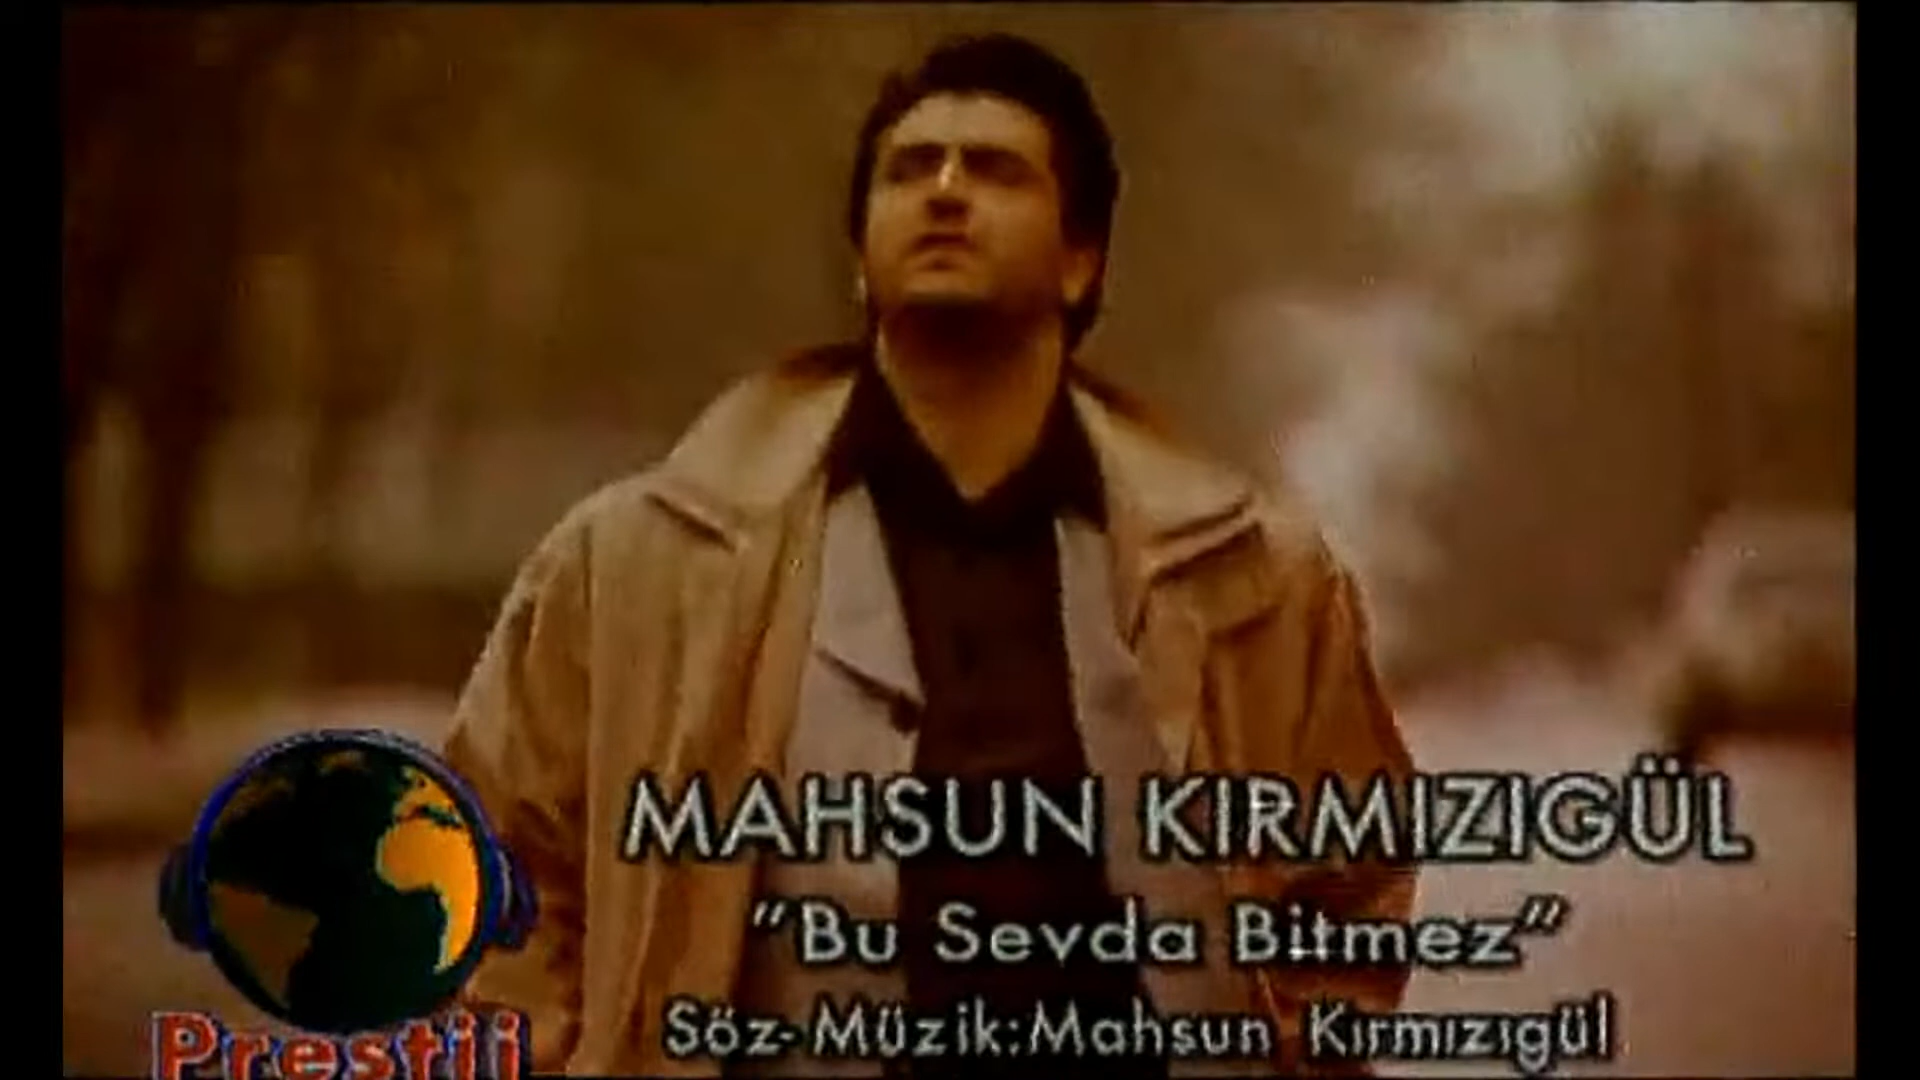 MAHSUN KIRMIZIGÜL
"Bu Sevda Bitmez"
Söz-Müzik:Mahsun Kırmızıgül
Prestij